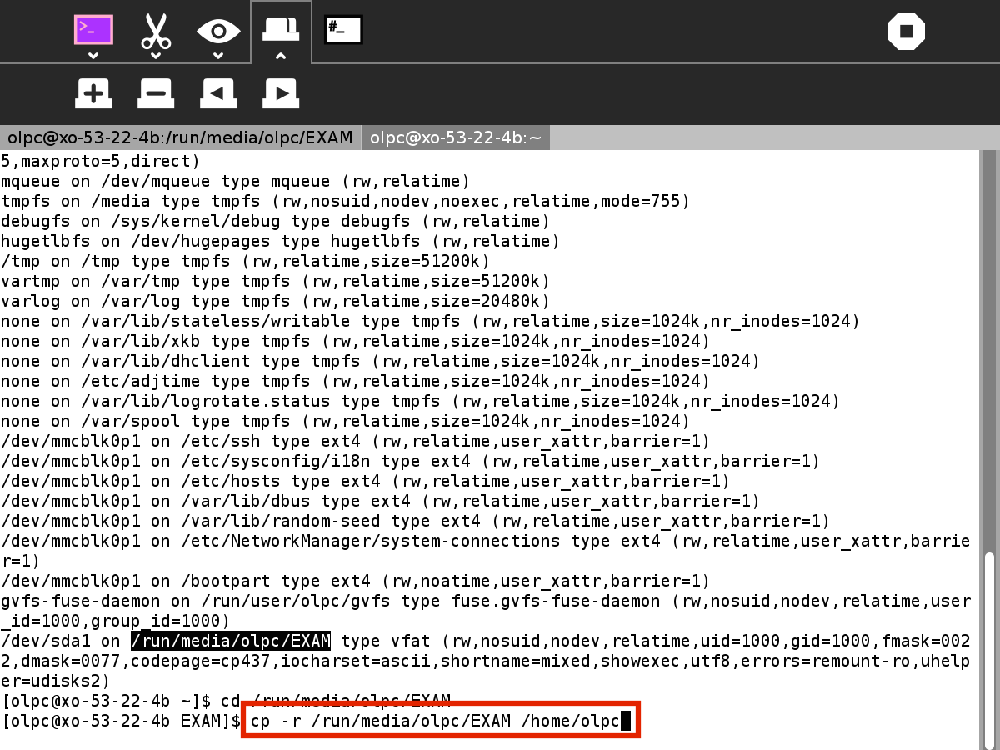 >_
#_
olpc@xo-53-22-4b:/run/media/olpc/EXAM
olpc@xo-53-22-4b:~
5,maxproto=5,direct)
mqueue on /dev/mqueue type mqueue (rw,relatime)
tmpfs on /media type tmpfs (rw,nosuid,nodev,noexec,relatime,mode=755)
debugfs on /sys/kernel/debug type debugfs (rw,relatime)
hugetlbfs on /dev/hugepages type hugetlbfs (rw,relatime)
/tmp on /tmp type tmpfs (rw,relatime,size=51200k)
vartmp on /var/tmp type tmpfs (rw,relatime,size=51200k)
varlog on /var/log type tmpfs (rw,relatime,size=20480k)
none on /var/lib/stateless/writable type tmpfs (rw,relatime,size=1024k,nr_inodes=1024)
none on /var/lib/xkb type tmpfs (rw,relatime,size=1024k,nr_inodes=1024)
none on /var/lib/dhclient type tmpfs (rw,relatime,size=1024k,nr_inodes=1024)
none on /etc/adjtime type tmpfs (rw,relatime,size=1024k,nr_inodes=1024)
none on /var/lib/logrotate.status type tmpfs (rw,relatime,size=1024k,nr_inodes=1024)
none on /var/spool type tmpfs (rw,relatime,size=1024k,nr_inodes=1024)
/dev/mmcblk0p1 on /etc/ssh type ext4 (rw,relatime,user_xattr,barrier=1)
/dev/mmcblk0p1 on /etc/sysconfig/i18n type ext4 (rw,relatime,user_xattr,barrier=1)
/dev/mmcblk0p1 on /etc/hosts type ext4 (rw,relatime,user_xattr,barrier=1)
/dev/mmcblk0p1 on /var/lib/dbus type ext4 (rw,relatime,user_xattr,barrier=1)
/dev/mmcblk0p1 on /var/lib/random-seed type ext4 (rw,relatime,user_xattr,barrier=1)
/dev/mmcblk0p1 on /etc/NetworkManager/system-connections type ext4 (rw,relatime,user_xattr,barrie
r=1)
/dev/mmcblk0p1 on /bootpart type ext4 (rw,noatime,user_xattr,barrier=1)
gvfs-fuse-daemon on /run/user/olpc/gvfs type fuse.gvfs-fuse-daemon (rw,nosuid,nodev,relatime,user
_id=1000,group_id=1000)
/dev/sda1 on /run/media/olpc/EXAM type vfat (rw,nosuid,nodev,relatime,uid=1000,gid=1000,fmask=002
2,dmask=0077,codepage=cp437,iocharset=ascii,shortname=mixed,showexec,utf8,errors=remount-ro,uhelp
er=udisks2)
[olpc@xo-53-22-4b ~]$ cd /run/media/olpc/EXAM
[olpc@xo-53-22-4b EXAM]$ cp -r /run/media/olpc/EXAM /home/olpc